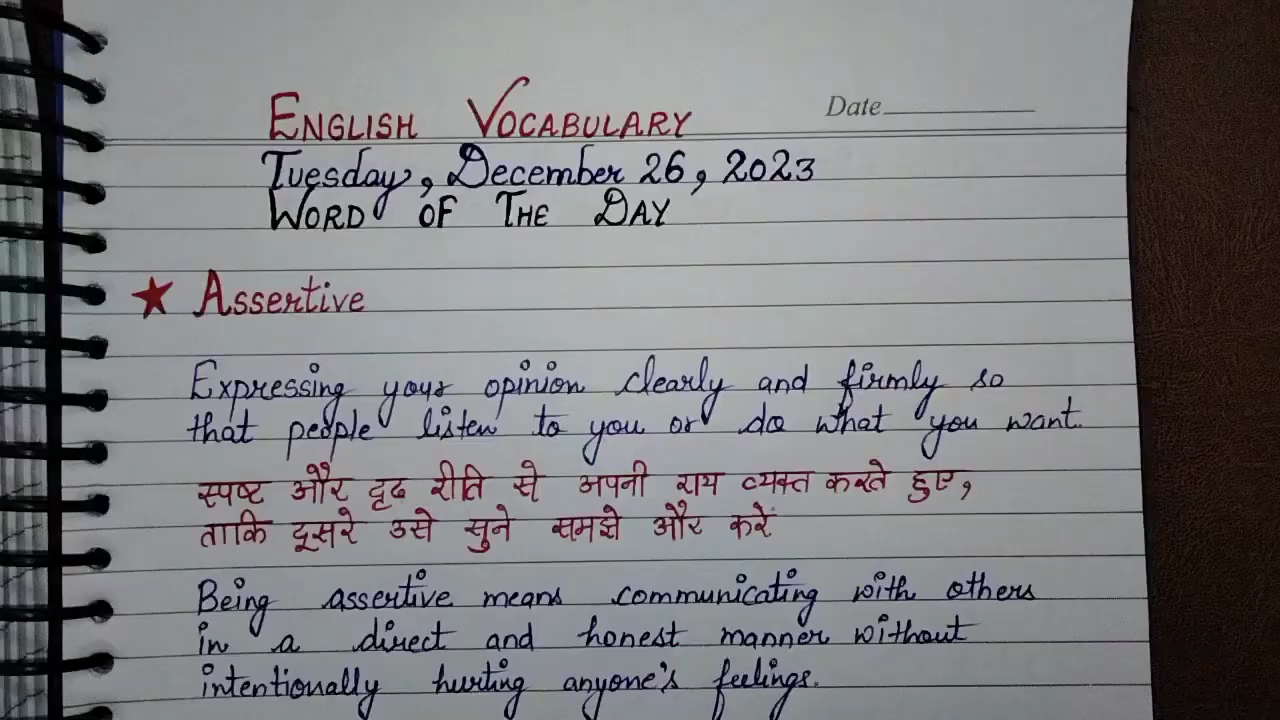 ENGLISH VOCABULARY
Date
Tuesday, December 26, 2023
WORD OF THE DAY
★ Assertive
Expressing your opinion clearly and firmly so
that people listen to you or do what you want.
स्पष्ट और दृढ रीति से अपनी राय व्यक्त करते हुए,
ताकि दूसरे उसे सुने समझे और करें
Being assertive means communicating with others
in a direct and honest manner without
intentionally hurting anyone's feelings.